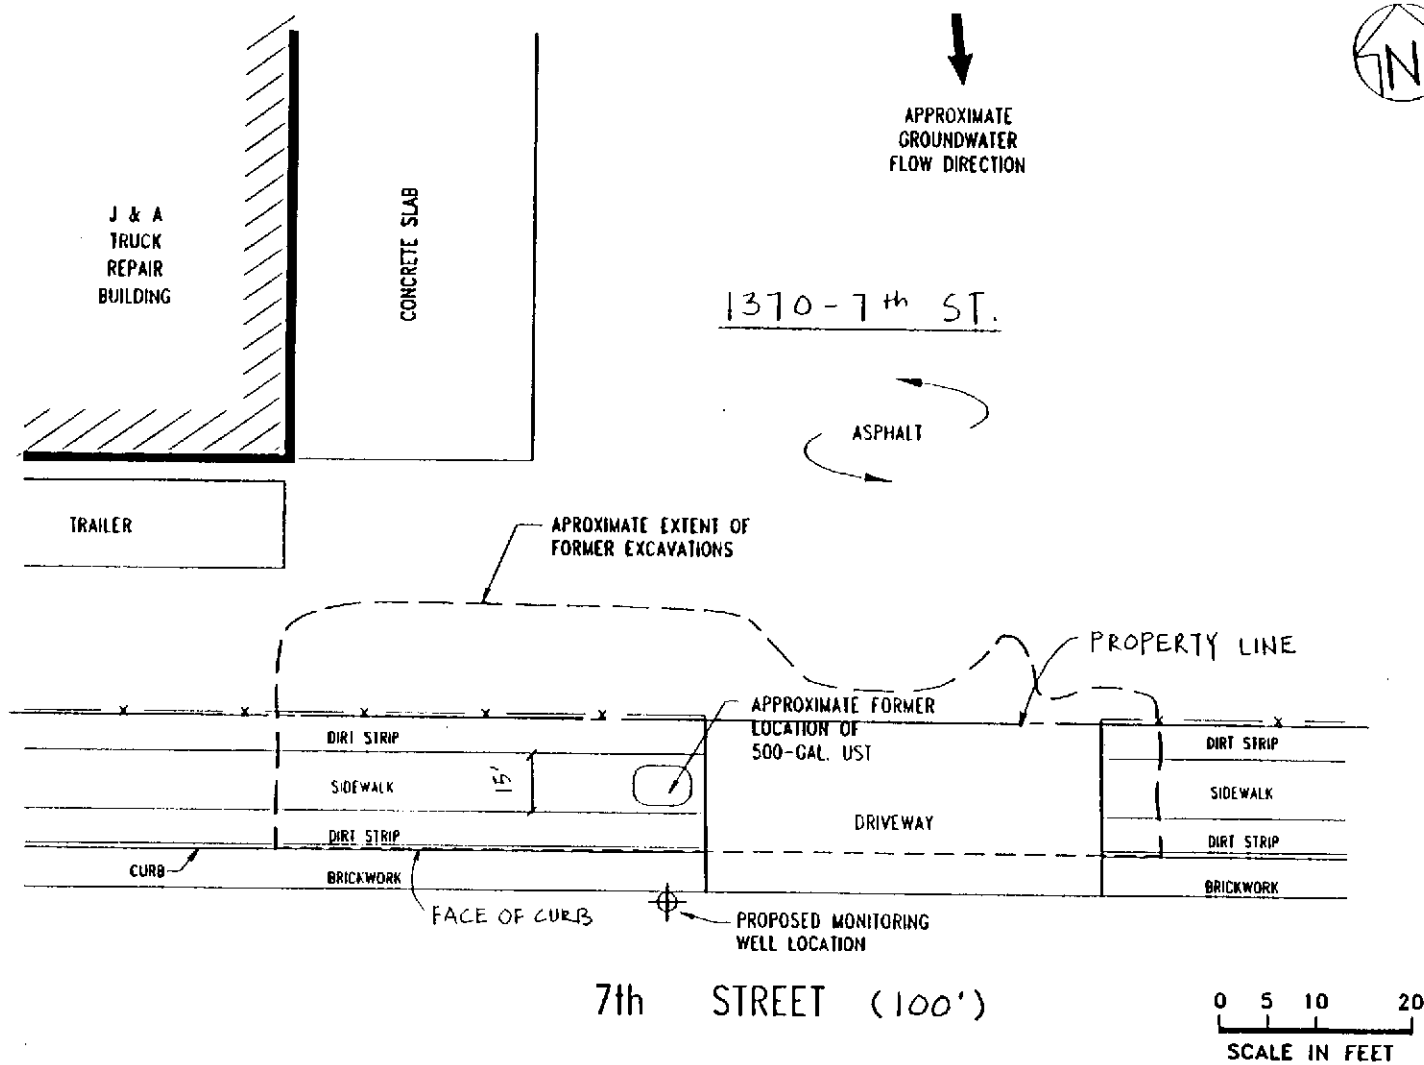 N
APPROXIMATE
GROUNDWATER
FLOW DIRECTION
J & A
TRUCK
REPAIR
BUILDING
CONCRETE SLAB
1370-7th ST.
ASPHALT
TRAILER
APROXIMATE EXTENT OF
FORMER EXCAVATIONS
PROPERTY LINE
APPROXIMATE FORMER
LOCATION OF
500-GAL. UST
DIRT STRIP
SIDEWALK
15'
DIRT STRIP
CURB
BRICKWORK
FACE OF CURB
DRIVEWAY
DIRT STRIP
SIDEWALK
DIRT STRIP
BRICKWORK
PROPOSED MONITORING
WELL LOCATION
7th STREET (100')
0 5 10 20
SCALE IN FEET